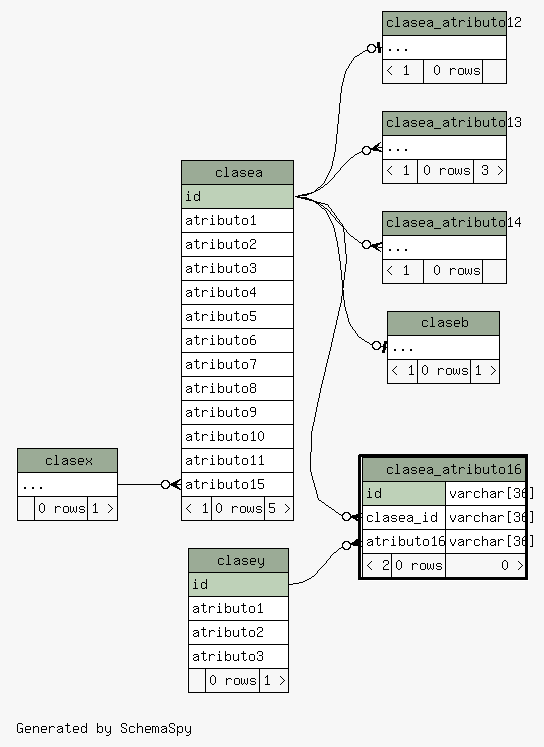 clasea_atributo12
...
< 1 0 rows
clasea_atributo13
...
< 1 0 rows 3 >
clasea_atributo14
...
< 1 0 rows
claseb
...
< 1 0 rows 1 >
clasea
id
atributo1
atributo2
atributo3
atributo4
atributo5
atributo6
atributo7
atributo8
atributo9
atributo10
atributo11
atributo15
< 1 0 rows 5 >
clasex
...
0 rows 1 >
clasea_atributo16
id varchar[36]
clasea_id varchar[36]
atributo16 varchar[36]
< 2 0 rows 0 >
clasey
id
atributo1
atributo2
atributo3
0 rows 1 >
Generated by SchemaSpy